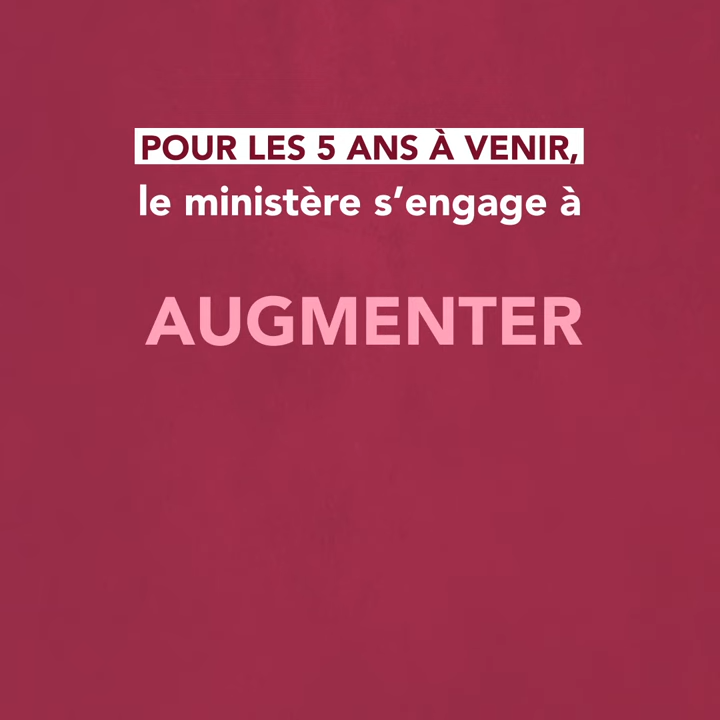 POUR LES 5 ANS À VENIR,
le ministère s’engage à
AUGMENTER